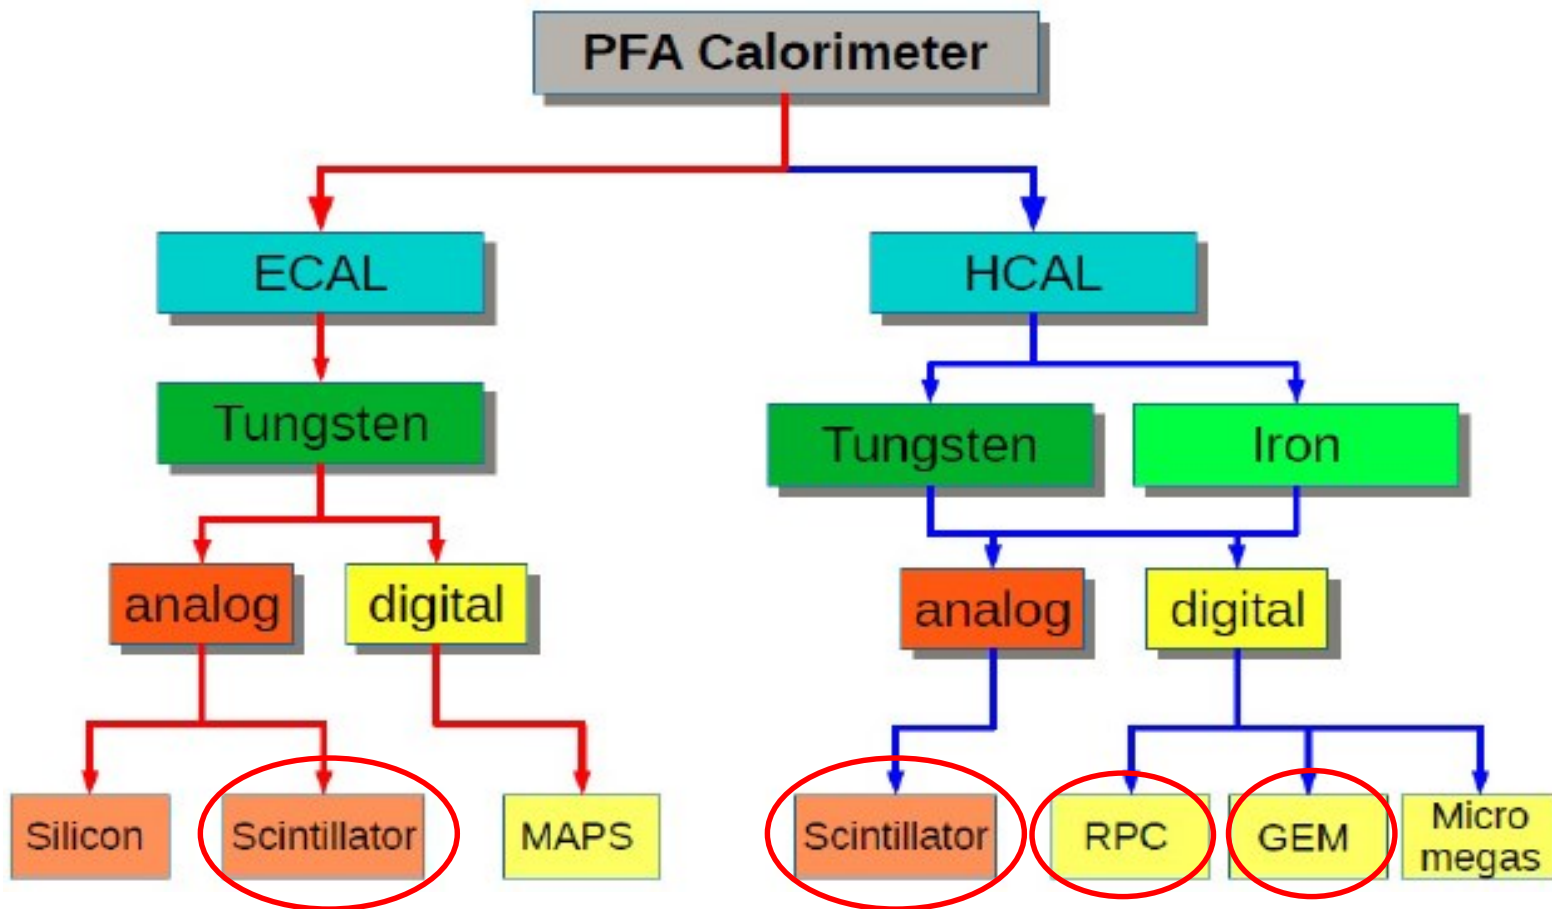 PFA Calorimeter
ECAL
HCAL
Tungsten
Tungsten
Iron
analog
digital
analog
digital
Silicon
Scintillator
MAPS
Scintillator
RPC
GEM
Micro
megas